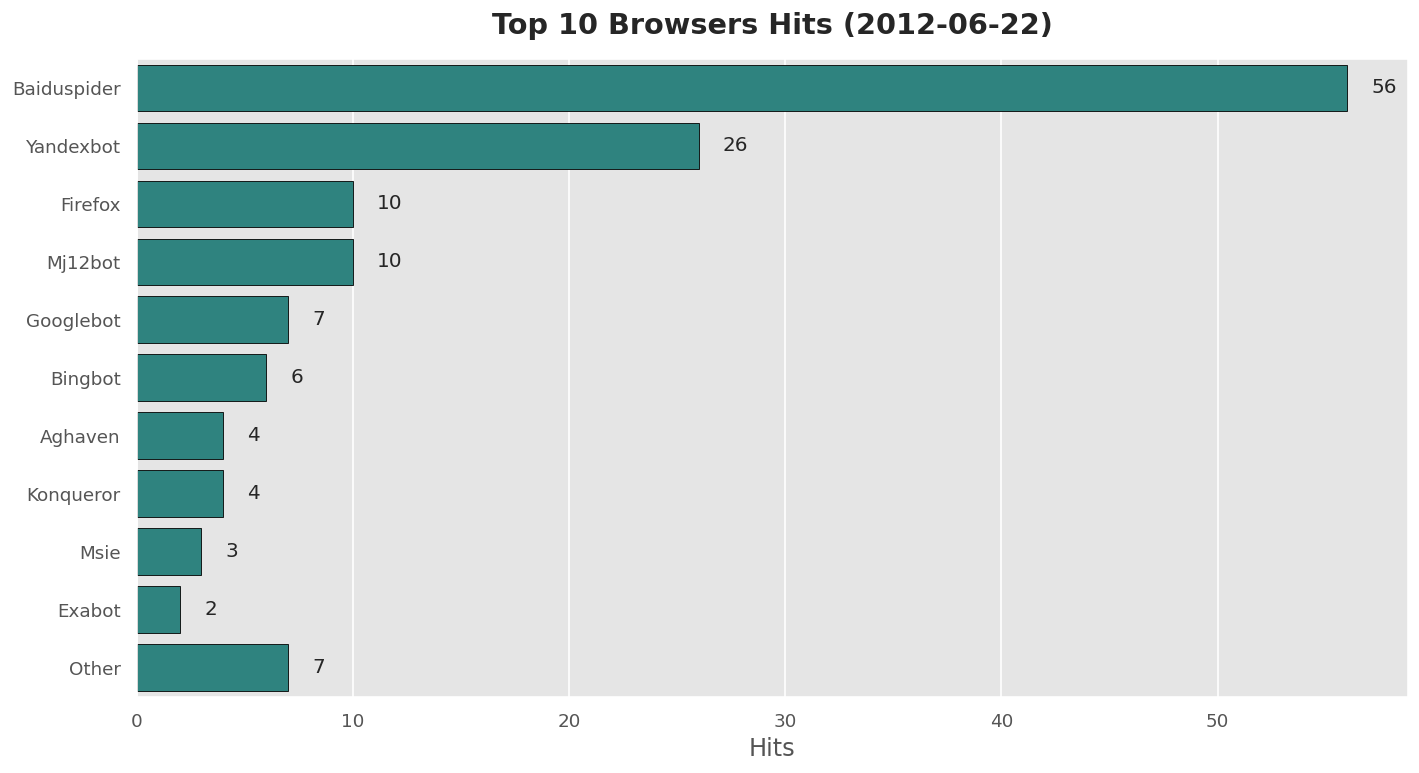 Top 10 Browsers Hits (2012-06-22)
Baiduspider 56
Yandexbot 26
Firefox 10
Mj12bot 10
Googlebot 7
Bingbot 6
Aghaven 4
Konqueror 4
Msie 3
Exabot 2
Other 7
0 10 20 30 40 50
Hits